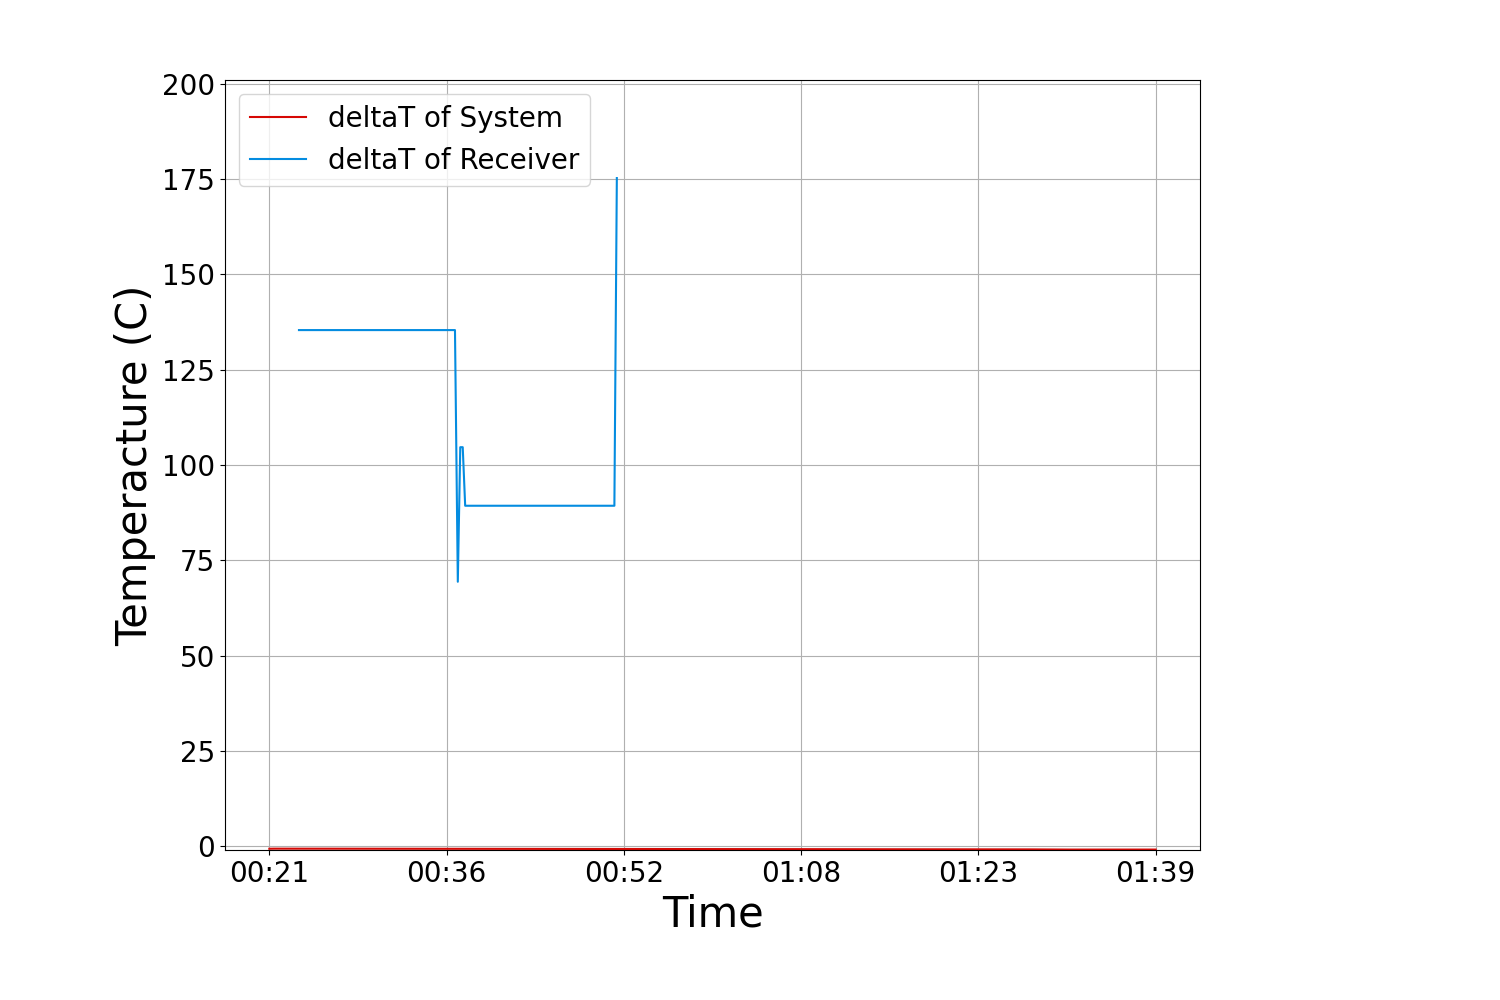 200
175
150
125
100
75
50
25
0
deltaT of System
deltaT of Receiver
Temperacture (C)
00:21 00:36 00:52 01:08 01:23 01:39
Time